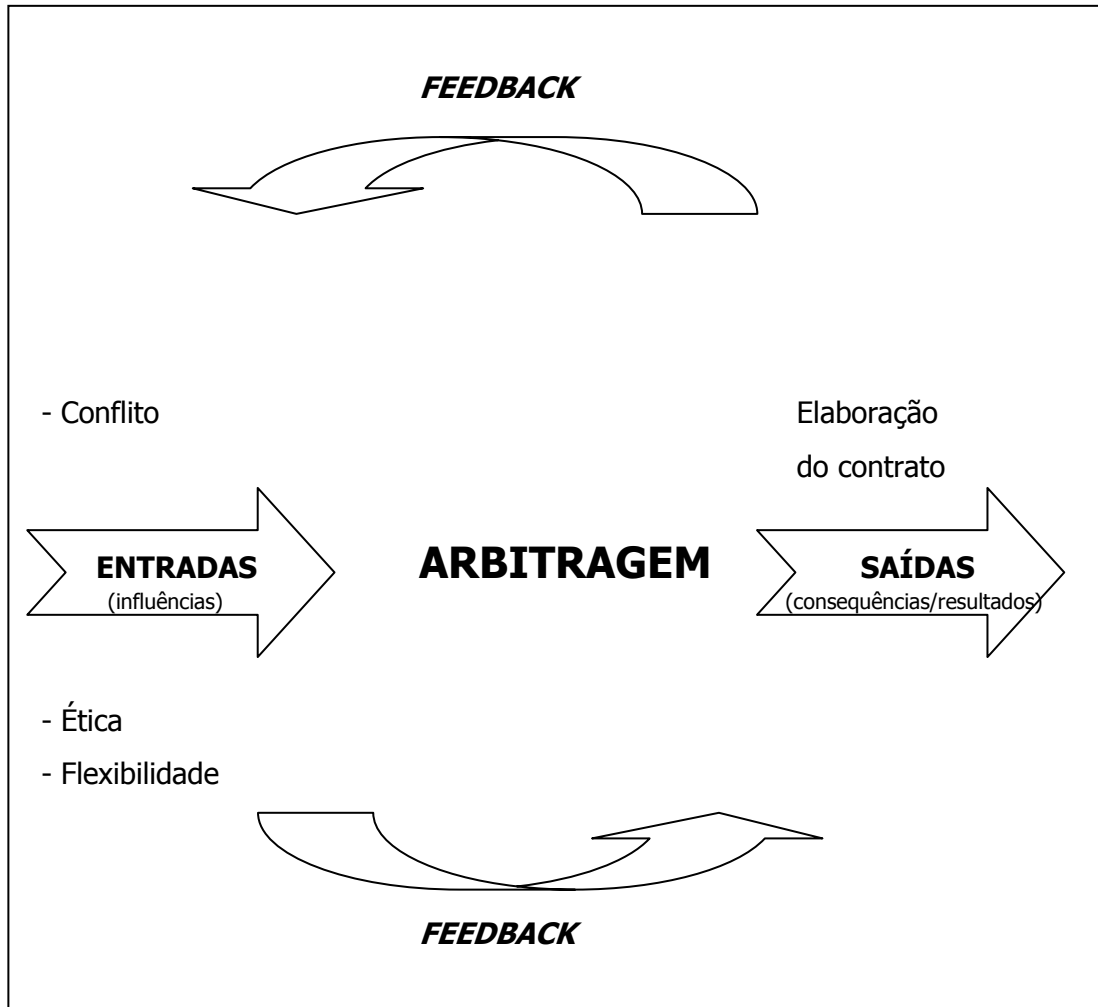 FEEDBACK
- Conflito
Elaboração
do contrato
ENTRADAS
(influências)
ARBITRAGEM
SAÍDAS
(consequências/resultados)
- Ética
- Flexibilidade
FEEDBACK